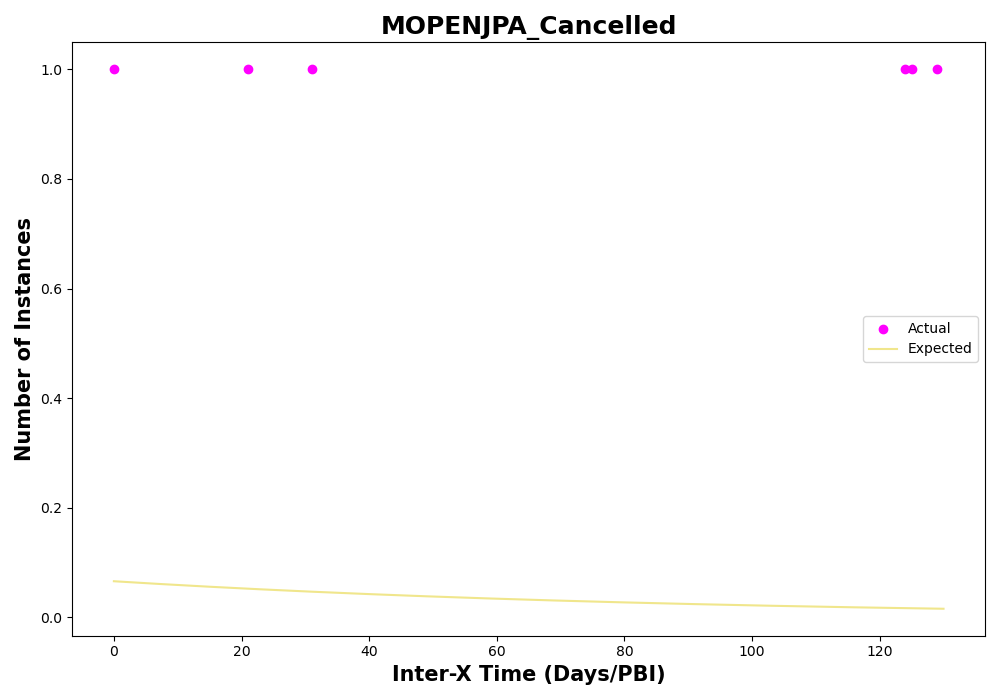 MOPENJPA_Cancelled
Number of Instances
1.0
0.8
0.6
0.4
0.2
0.0
Actual
Expected
0 20 40 60 80 100 120
Inter-X Time (Days/PBI)